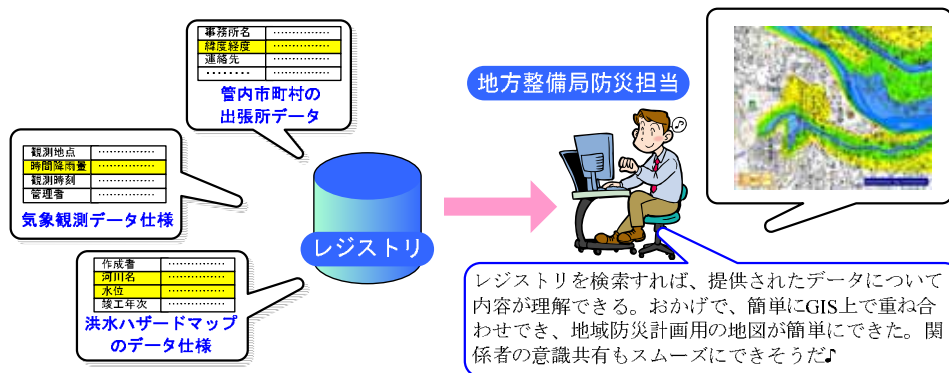 事務所名 ……………
緯度経度 ……………
連絡先 ……………
……… ……………
管内市町村の
出張所データ
観測地点 ……………
時間降雨量 ……………
観測時刻 ……………
管理者 ……………
気象観測データ仕様
作成者 ……………
河川名 ……………
水位 ……………
竣工年次 ……………
洪水ハザードマップ
のデータ仕様
レジストリ
地方整備局防災担当
レジストリを検索すれば、提供されたデータについて
内容が理解できる。おかげで、簡単にGIS上で重ね合
わせでき、地域防災計画用の地図が簡単にできた。関
係者の意識共有もスムーズにできそうだ♪